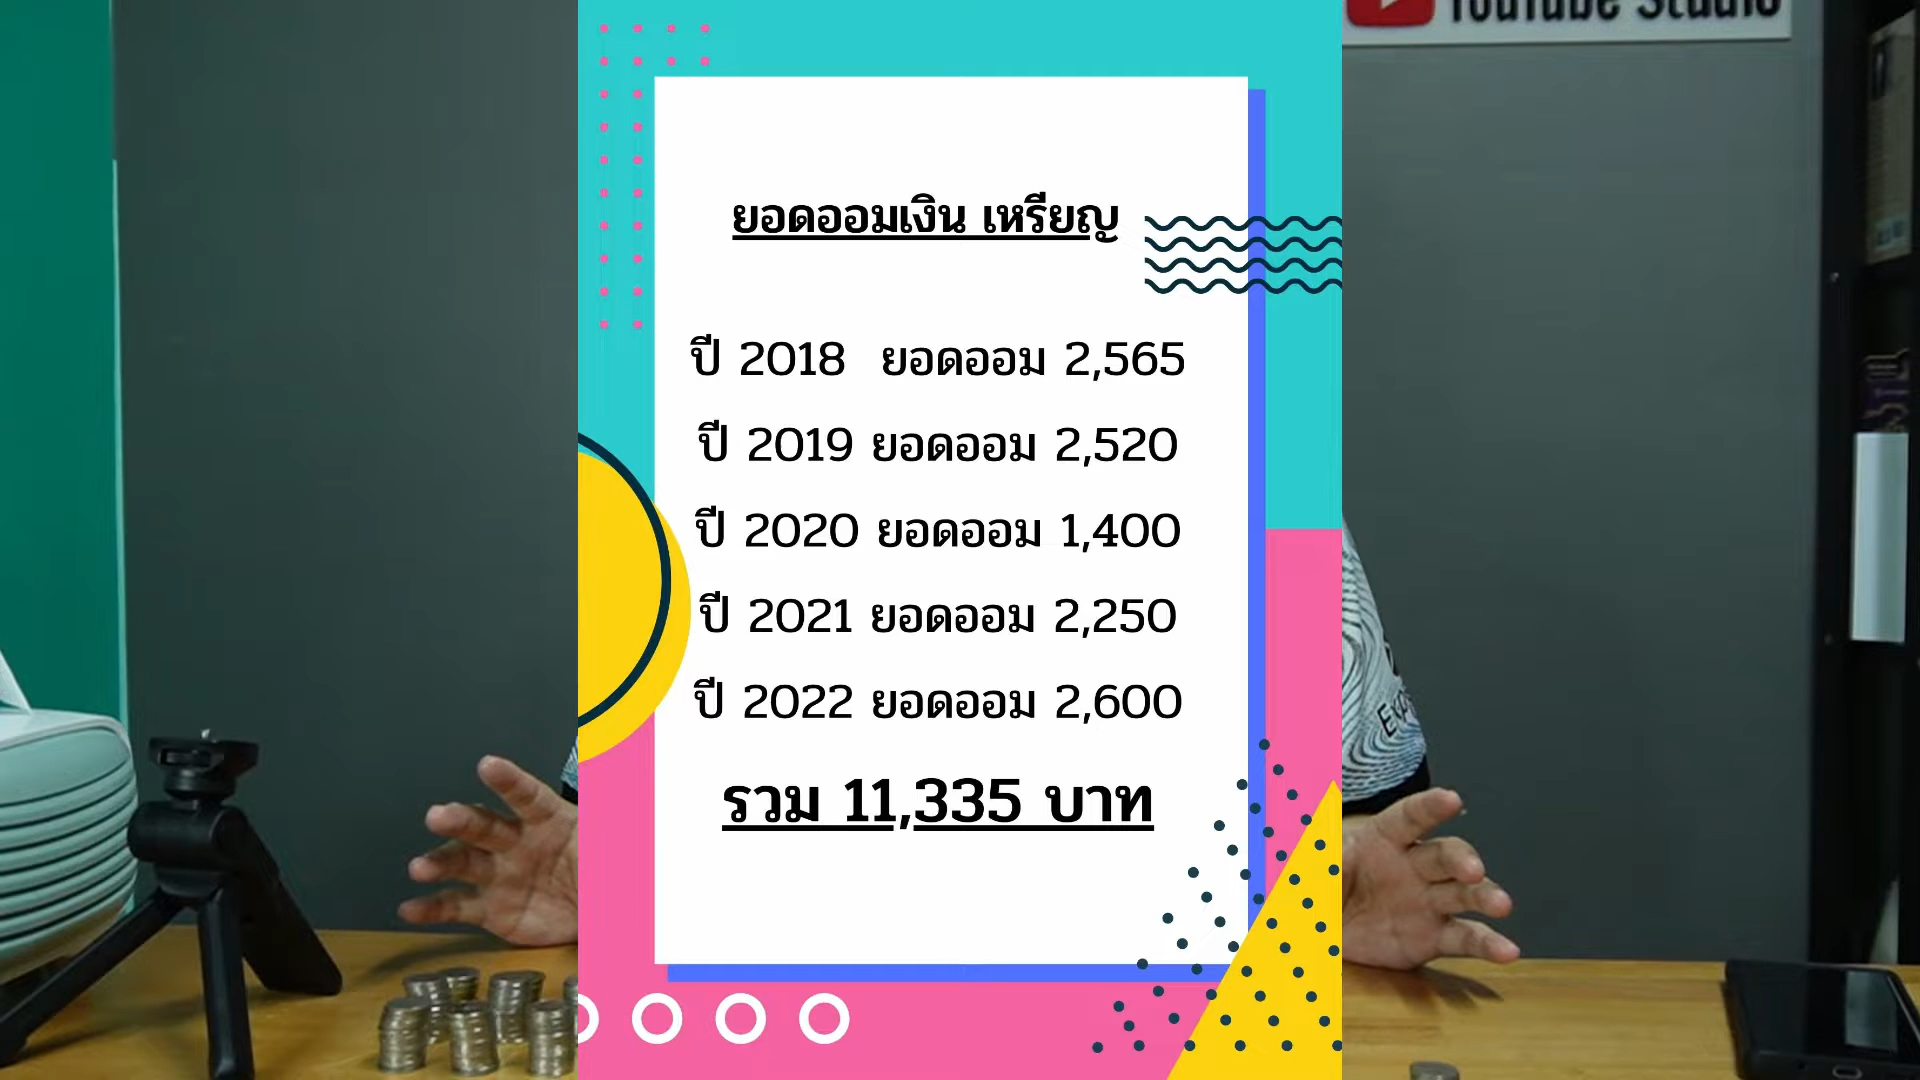 YouTube Studio
ยอดออมเงิน เหรียญ
ปี 2018 ยอดออม 2,565
ปี 2019 ยอดออม 2,520
ปี 2020 ยอดออม 1,400
ปี 2021 ยอดออม 2,250
ปี 2022 ยอดออม 2,600
รวม 11,335 บาท